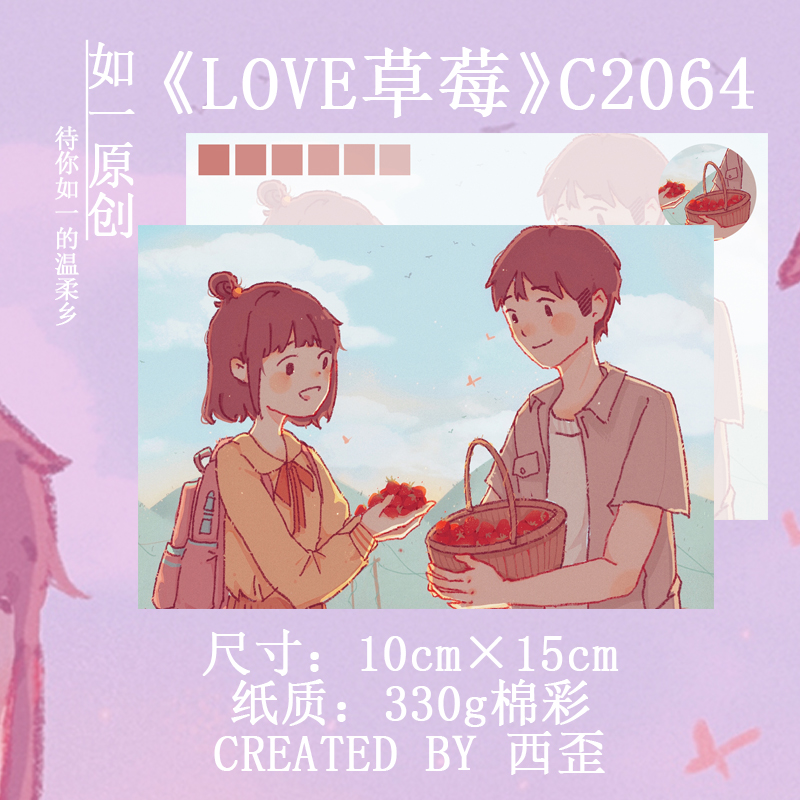 《LOVE草莓》C2064
如一原创
待你如一的温柔乡
尺寸：10cm×15cm
纸质：330g棉彩
CREATED BY 西歪